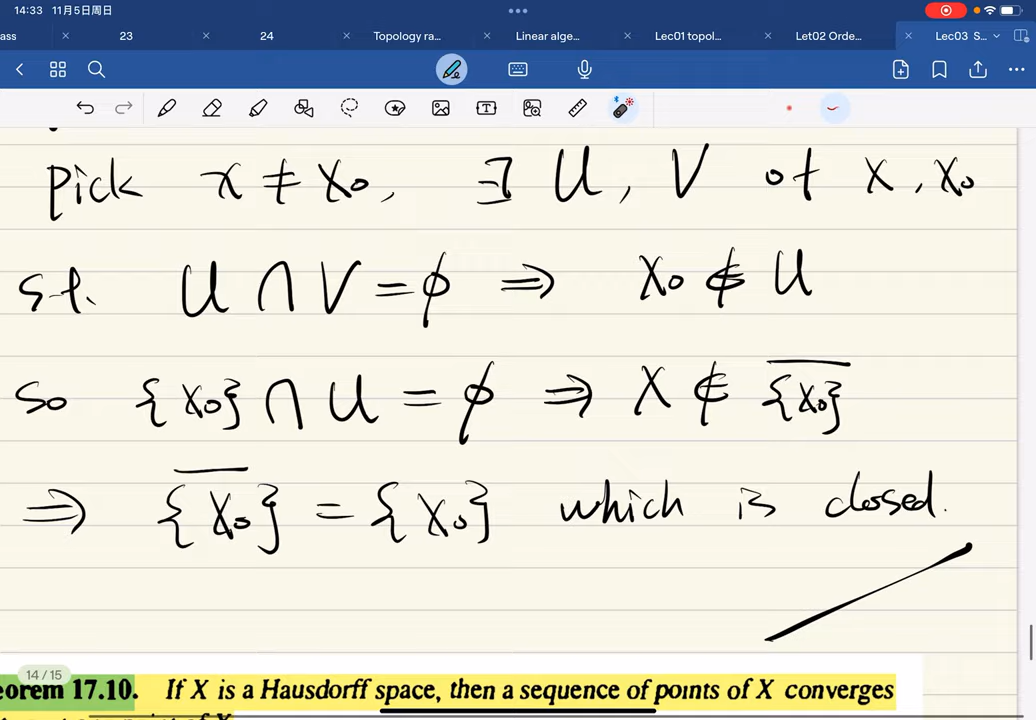 14:33 11月5日周日
ass 23 24 Topology ra... Linear alge... Lec01 topol... Let02 Orde... Lec03 S...
pick x ≠ x₀, ∃ U, V of x, x₀
s.t. U ∩ V = ϕ ⇒ x₀ ∉ U
so {x₀} ∩ U = ϕ ⇒ x ∉ \overline{{x₀}}
⇒ \overline{{x₀}} = {x₀} which is closed.
14 / 15
eorem 17.10. If X is a Hausdorff space, then a sequence of points of X converges